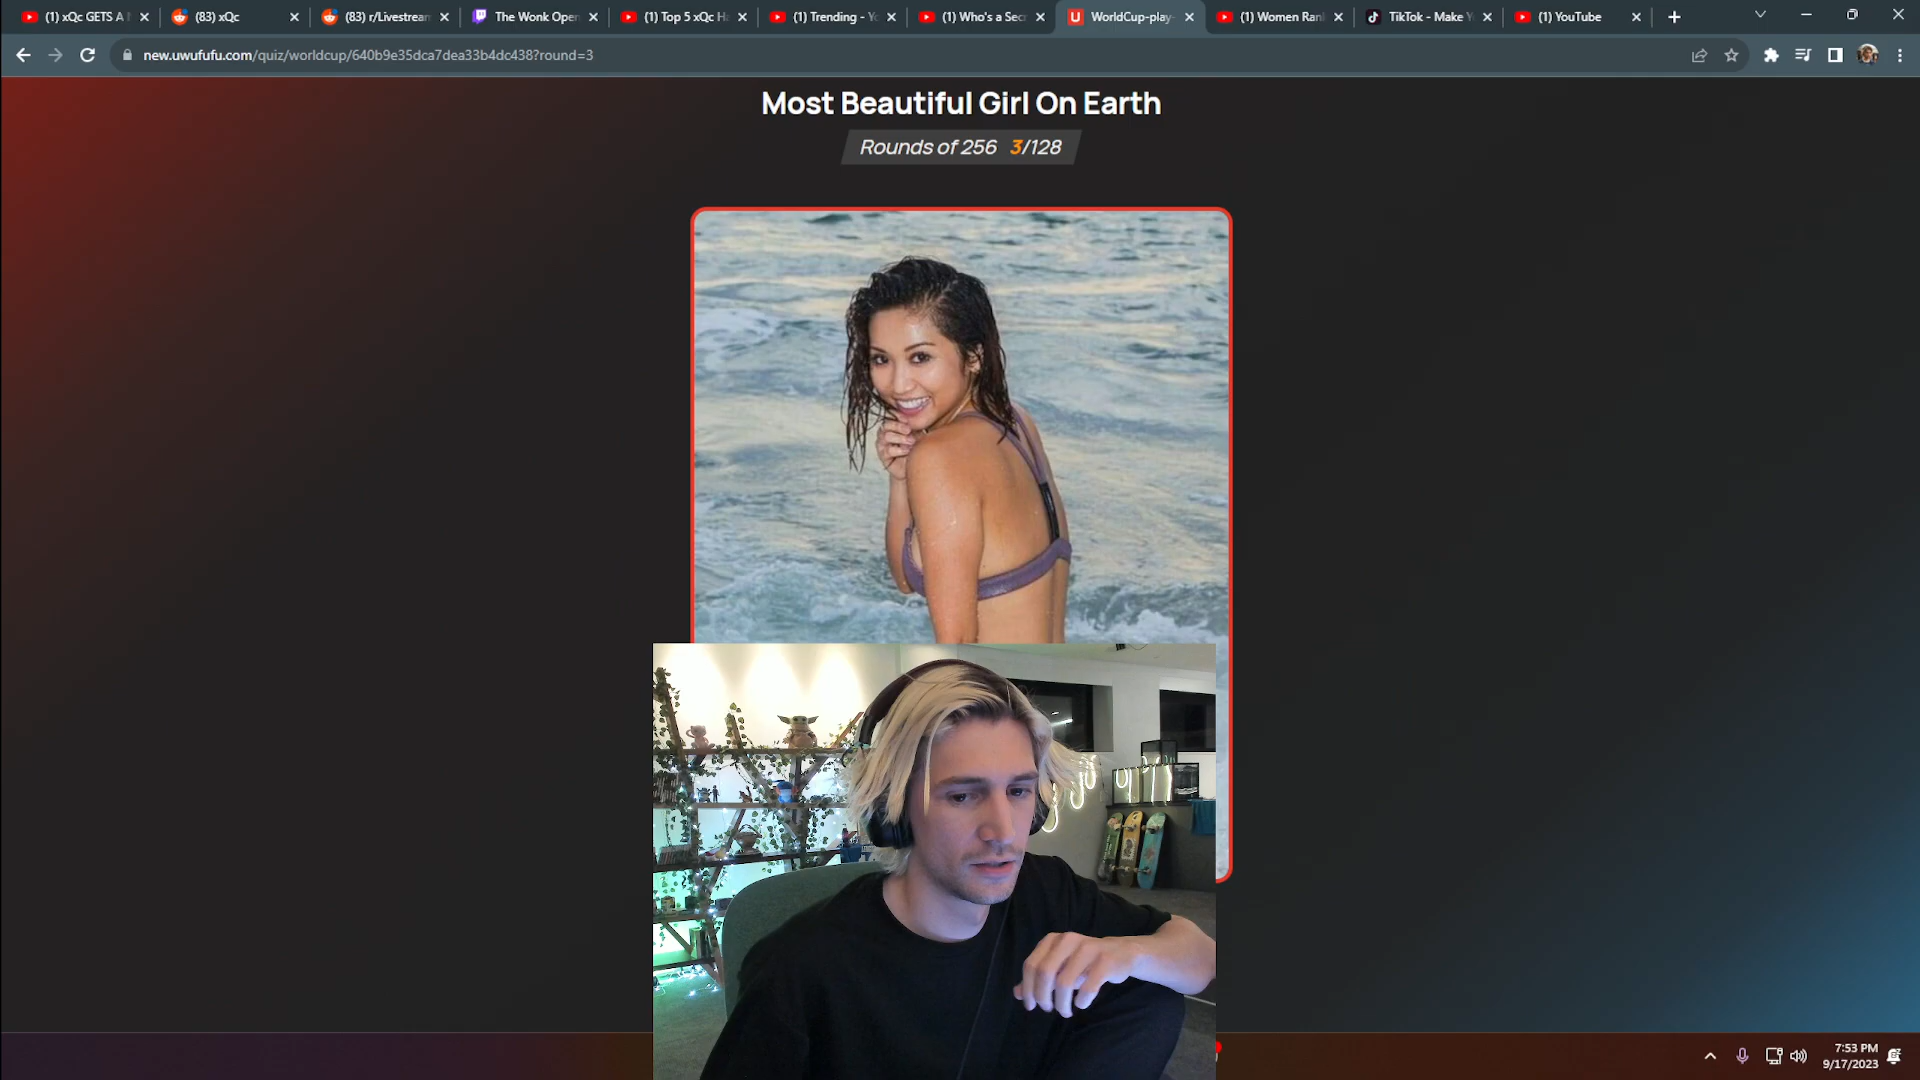 (1) xQc GETS A
(83) xQc
(83) r/Livestrea
The Wonk Oper
(1) Top 5 xQc H
(1) Trending - Y
(1) Who's a Sec
WorldCup-play-
(1) Women Ran
TikTok - Make Y
(1) YouTube
new.uwufufu.com/quiz/worldcup/640b9e35dca7dea33b4dc438?round=3
Most Beautiful Girl On Earth
Rounds of 256 3/128
7:53 PM
9/17/2023